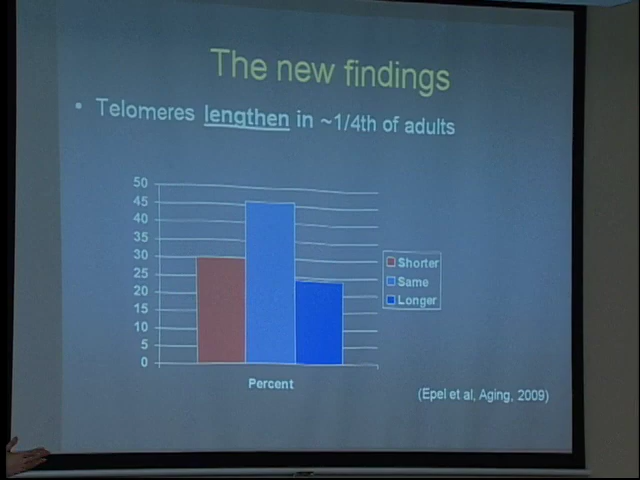 The new findings
• Telomeres lengthen in ~1/4th of adults
50
45
40
35
30
25
20
15
10
5
0
Shorter
Same
Longer
Percent
(Epel et al, Aging, 2009)